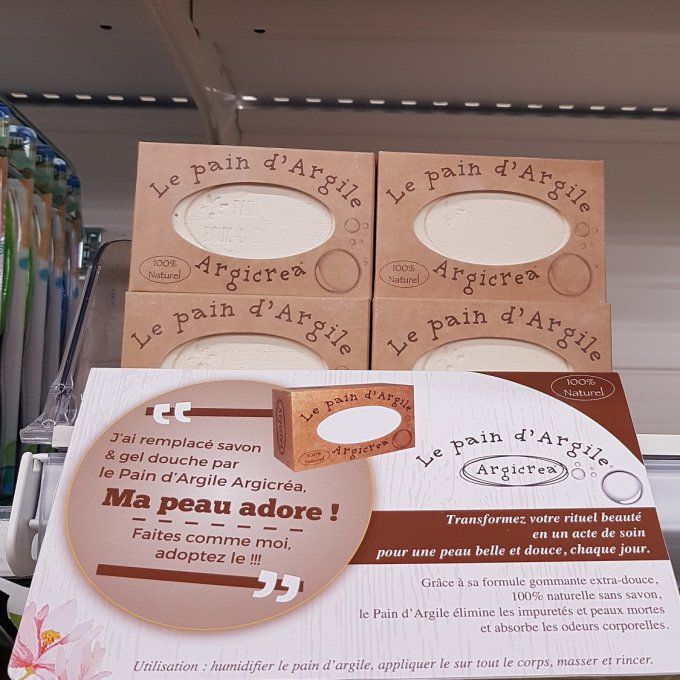 Le pain d'Argile
Argicrea
100%
Naturel
Le pain d'Argile
Argicrea
100%
Naturel
Le pain d'Argile
Le pain d'Argile
J'ai remplacé savon
& gel douche par
le Pain d'Argile Argicréa,
Ma peau adore !
Faites comme moi,
adoptez le !!!
Le pain d'Argile
Argicrea
100%
Naturel
100%
Naturel
Le pain d'Argile
Argicrea
Transformez votre rituel beauté
en un acte de soin
pour une peau belle et douce, chaque jour.
Grâce à sa formule gommante extra-douce,
100% naturelle sans savon,
le Pain d'Argile élimine les impuretés et peaux mortes
et absorbe les odeurs corporelles.
Utilisation : humidifier le pain d'argile, appliquer le sur tout le corps, masser et rincer.